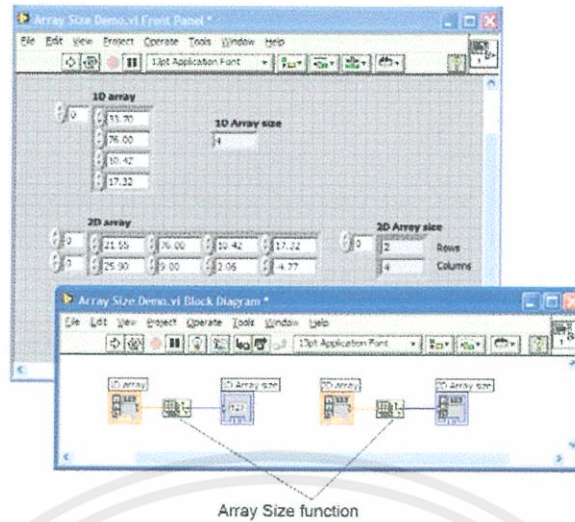 Array Size Demo.vi Front Panel *
File Edit View Project Operate Tools Window Help
13pt Application Font
1D array
0 33.70
76.00
10.42
17.32
1D Array size
4
2D array
0 21.55 76.00 10.42 17.32
0 25.90 9.00 2.06 -4.77
2D Array size
0 2 Rows
4 Columns
Array Size Demo.vi Block Diagram *
File Edit View Project Operate Tools Window Help
13pt Application Font
1D array 1D Array size 2D array 2D Array size
Array Size function